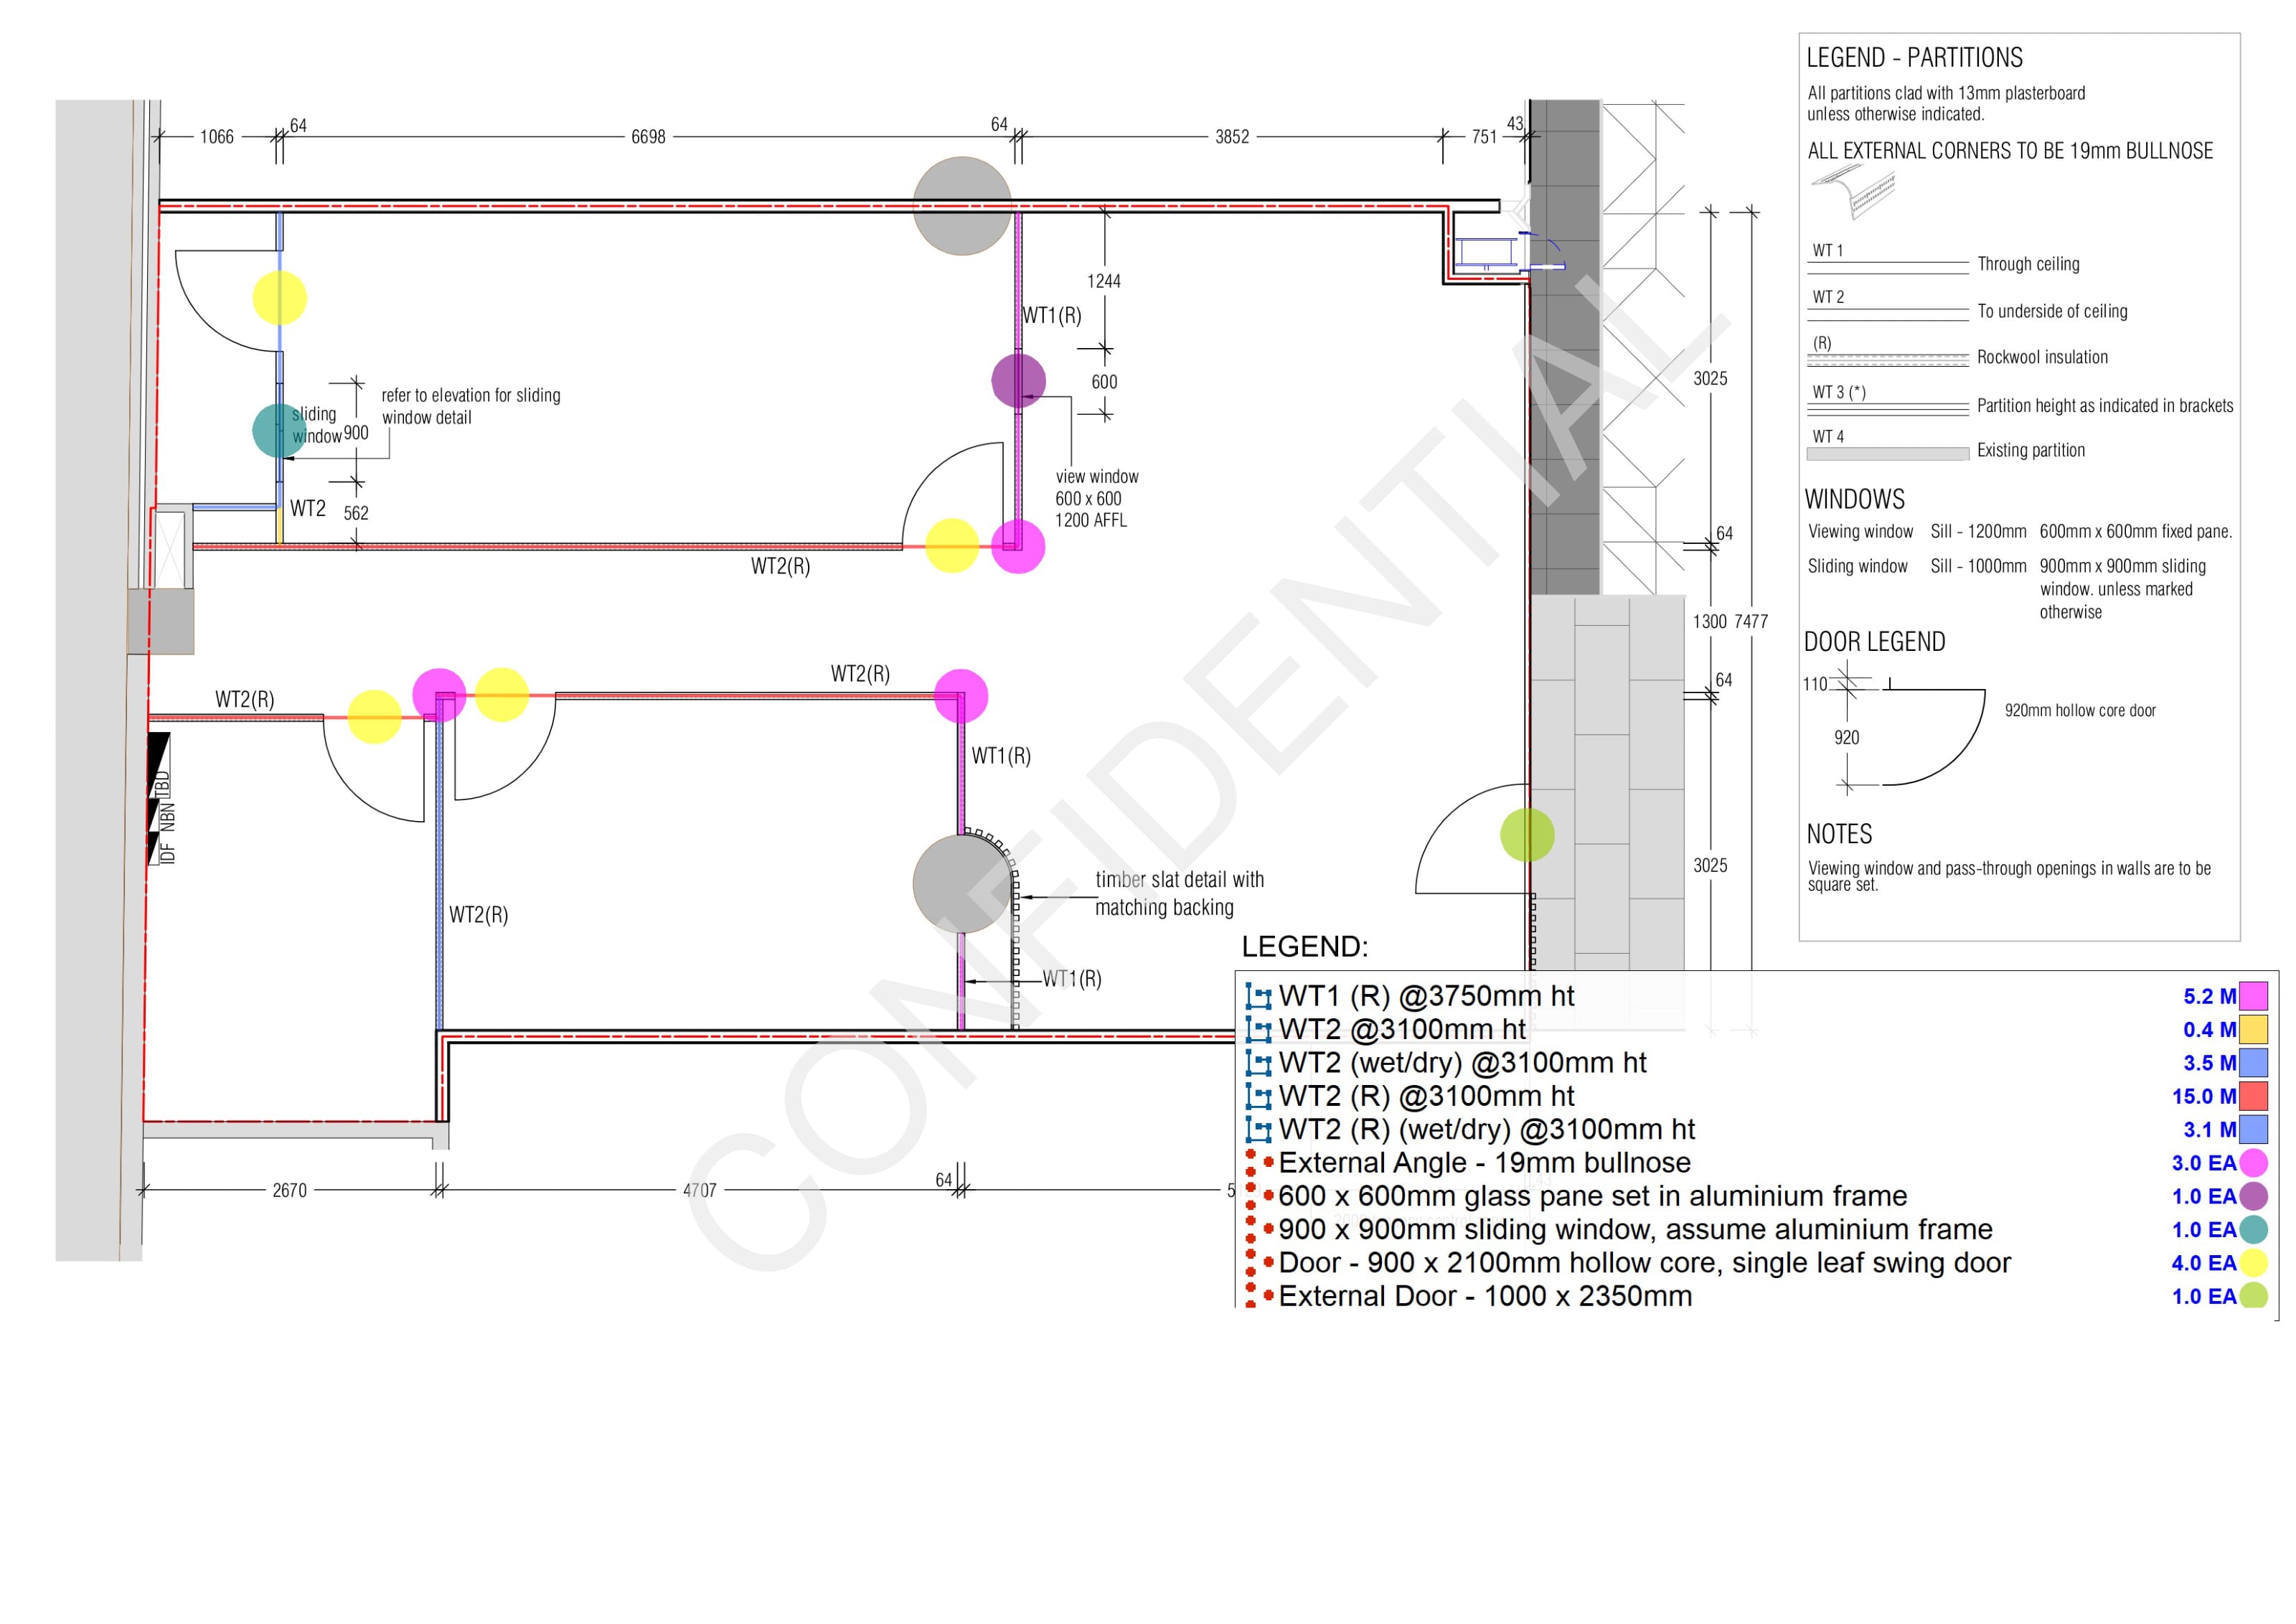 LEGEND - PARTITIONS
All partitions clad with 13mm plasterboard
unless otherwise indicated.
ALL EXTERNAL CORNERS TO BE 19mm BULLNOSE
WT 1
Through ceiling
WT 2
To underside of ceiling
(R)
Rockwool insulation
WT 3 (*)
Partition height as indicated in brackets
WT 4
Existing partition
WINDOWS
Viewing window Sill - 1200mm 600mm x 600mm fixed pane.
Sliding window Sill - 1000mm 900mm x 900mm sliding
window. unless marked
otherwise
DOOR LEGEND
110
920
920mm hollow core door
NOTES
Viewing window and pass-through openings in walls are to be
square set.
1066
64
6698
64
3852
751
43
1244
WT1(R)
600
3025
refer to elevation for sliding
window detail
sliding
window
900
view window
600 x 600
1200 AFFL
WT2
562
64
WT2(R)
1300
7477
WT2(R)
64
WT2(R)
WT1(R)
TBD
NBN
IDF
3025
timber slat detail with
matching backing
WT2(R)
WT1(R)
2670
4707
64
5
43
CONFIDENTIAL
LEGEND:
WT1 (R) @3750mm ht 5.2 M
WT2 @3100mm ht 0.4 M
WT2 (wet/dry) @3100mm ht 3.5 M
WT2 (R) @3100mm ht 15.0 M
WT2 (R) (wet/dry) @3100mm ht 3.1 M
External Angle - 19mm bullnose 3.0 EA
600 x 600mm glass pane set in aluminium frame 1.0 EA
900 x 900mm sliding window, assume aluminium frame 1.0 EA
Door - 900 x 2100mm hollow core, single leaf swing door 4.0 EA
External Door - 1000 x 2350mm 1.0 EA